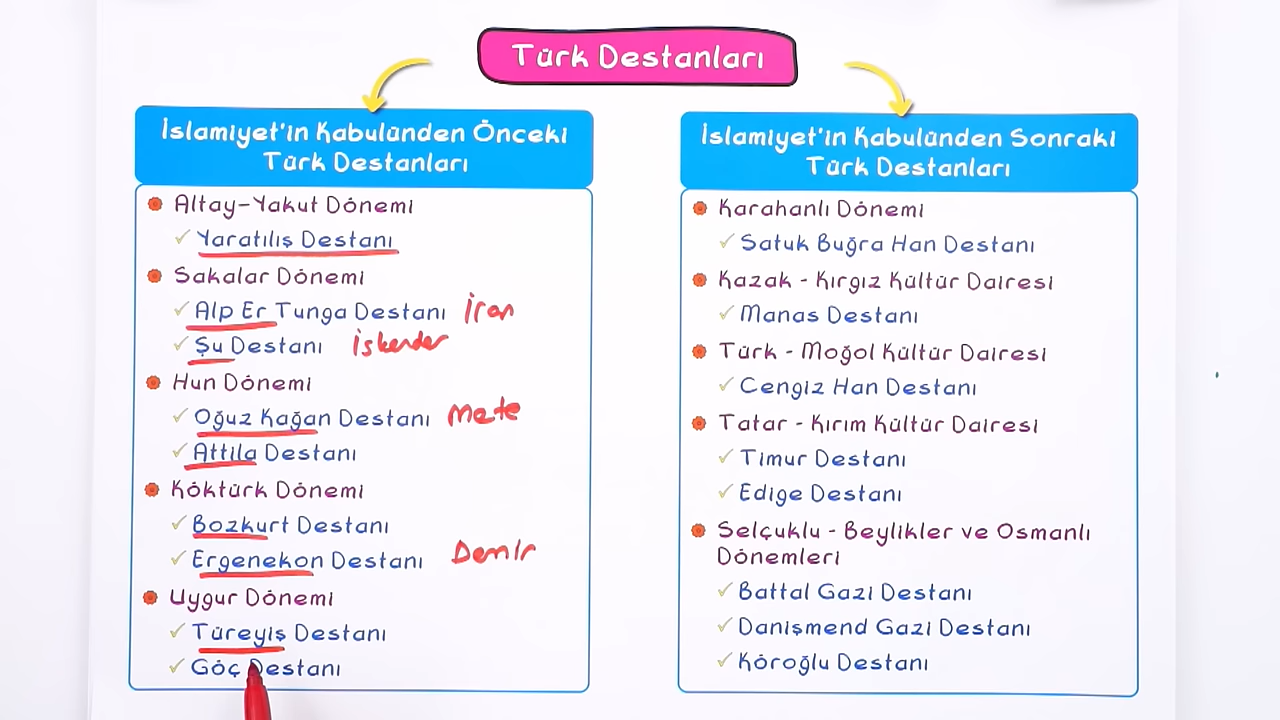 Türk Destanları
İslamiyet'in Kabulünden Önceki
Türk Destanları
Altay-Yakut Dönemi
Yaratılış Destanı
Sakalar Dönemi
Alp Er Tunga Destanı İran
Şu Destanı İskender
Hun Dönemi
Oğuz Kağan Destanı Mete
Attila Destanı
Köktürk Dönemi
Bozkurt Destanı
Ergenekon Destanı Demir
Uygur Dönemi
Türeyiş Destanı
Göç Destanı
İslamiyet'in Kabulünden Sonraki
Türk Destanları
Karahanlı Dönemi
Satuk Buğra Han Destanı
Kazak - Kırgız Kültür Dairesi
Manas Destanı
Türk - Moğol Kültür Dairesi
Cengiz Han Destanı
Tatar - Kırım Kültür Dairesi
Timur Destanı
Edige Destanı
Selçuklu - Beylikler ve Osmanlı
Dönemleri
Battal Gazi Destanı
Danişmend Gazi Destanı
Köroğlu Destanı